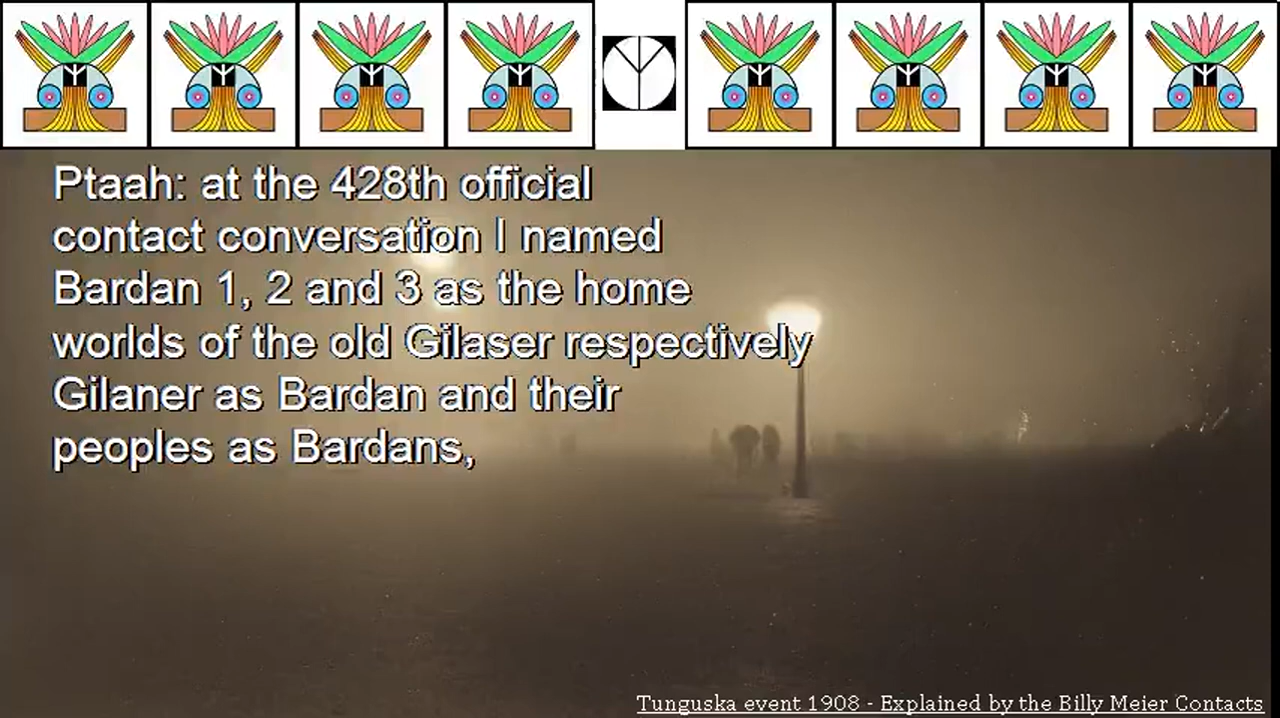 Ptaah: at the 428th official
contact conversation I named
Bardan 1, 2 and 3 as the home
worlds of the old Gilaser respectively
Gilaner as Bardan and their
peoples as Bardans,
Tunguska event 1908 - Explained by the Billy Meier Contacts